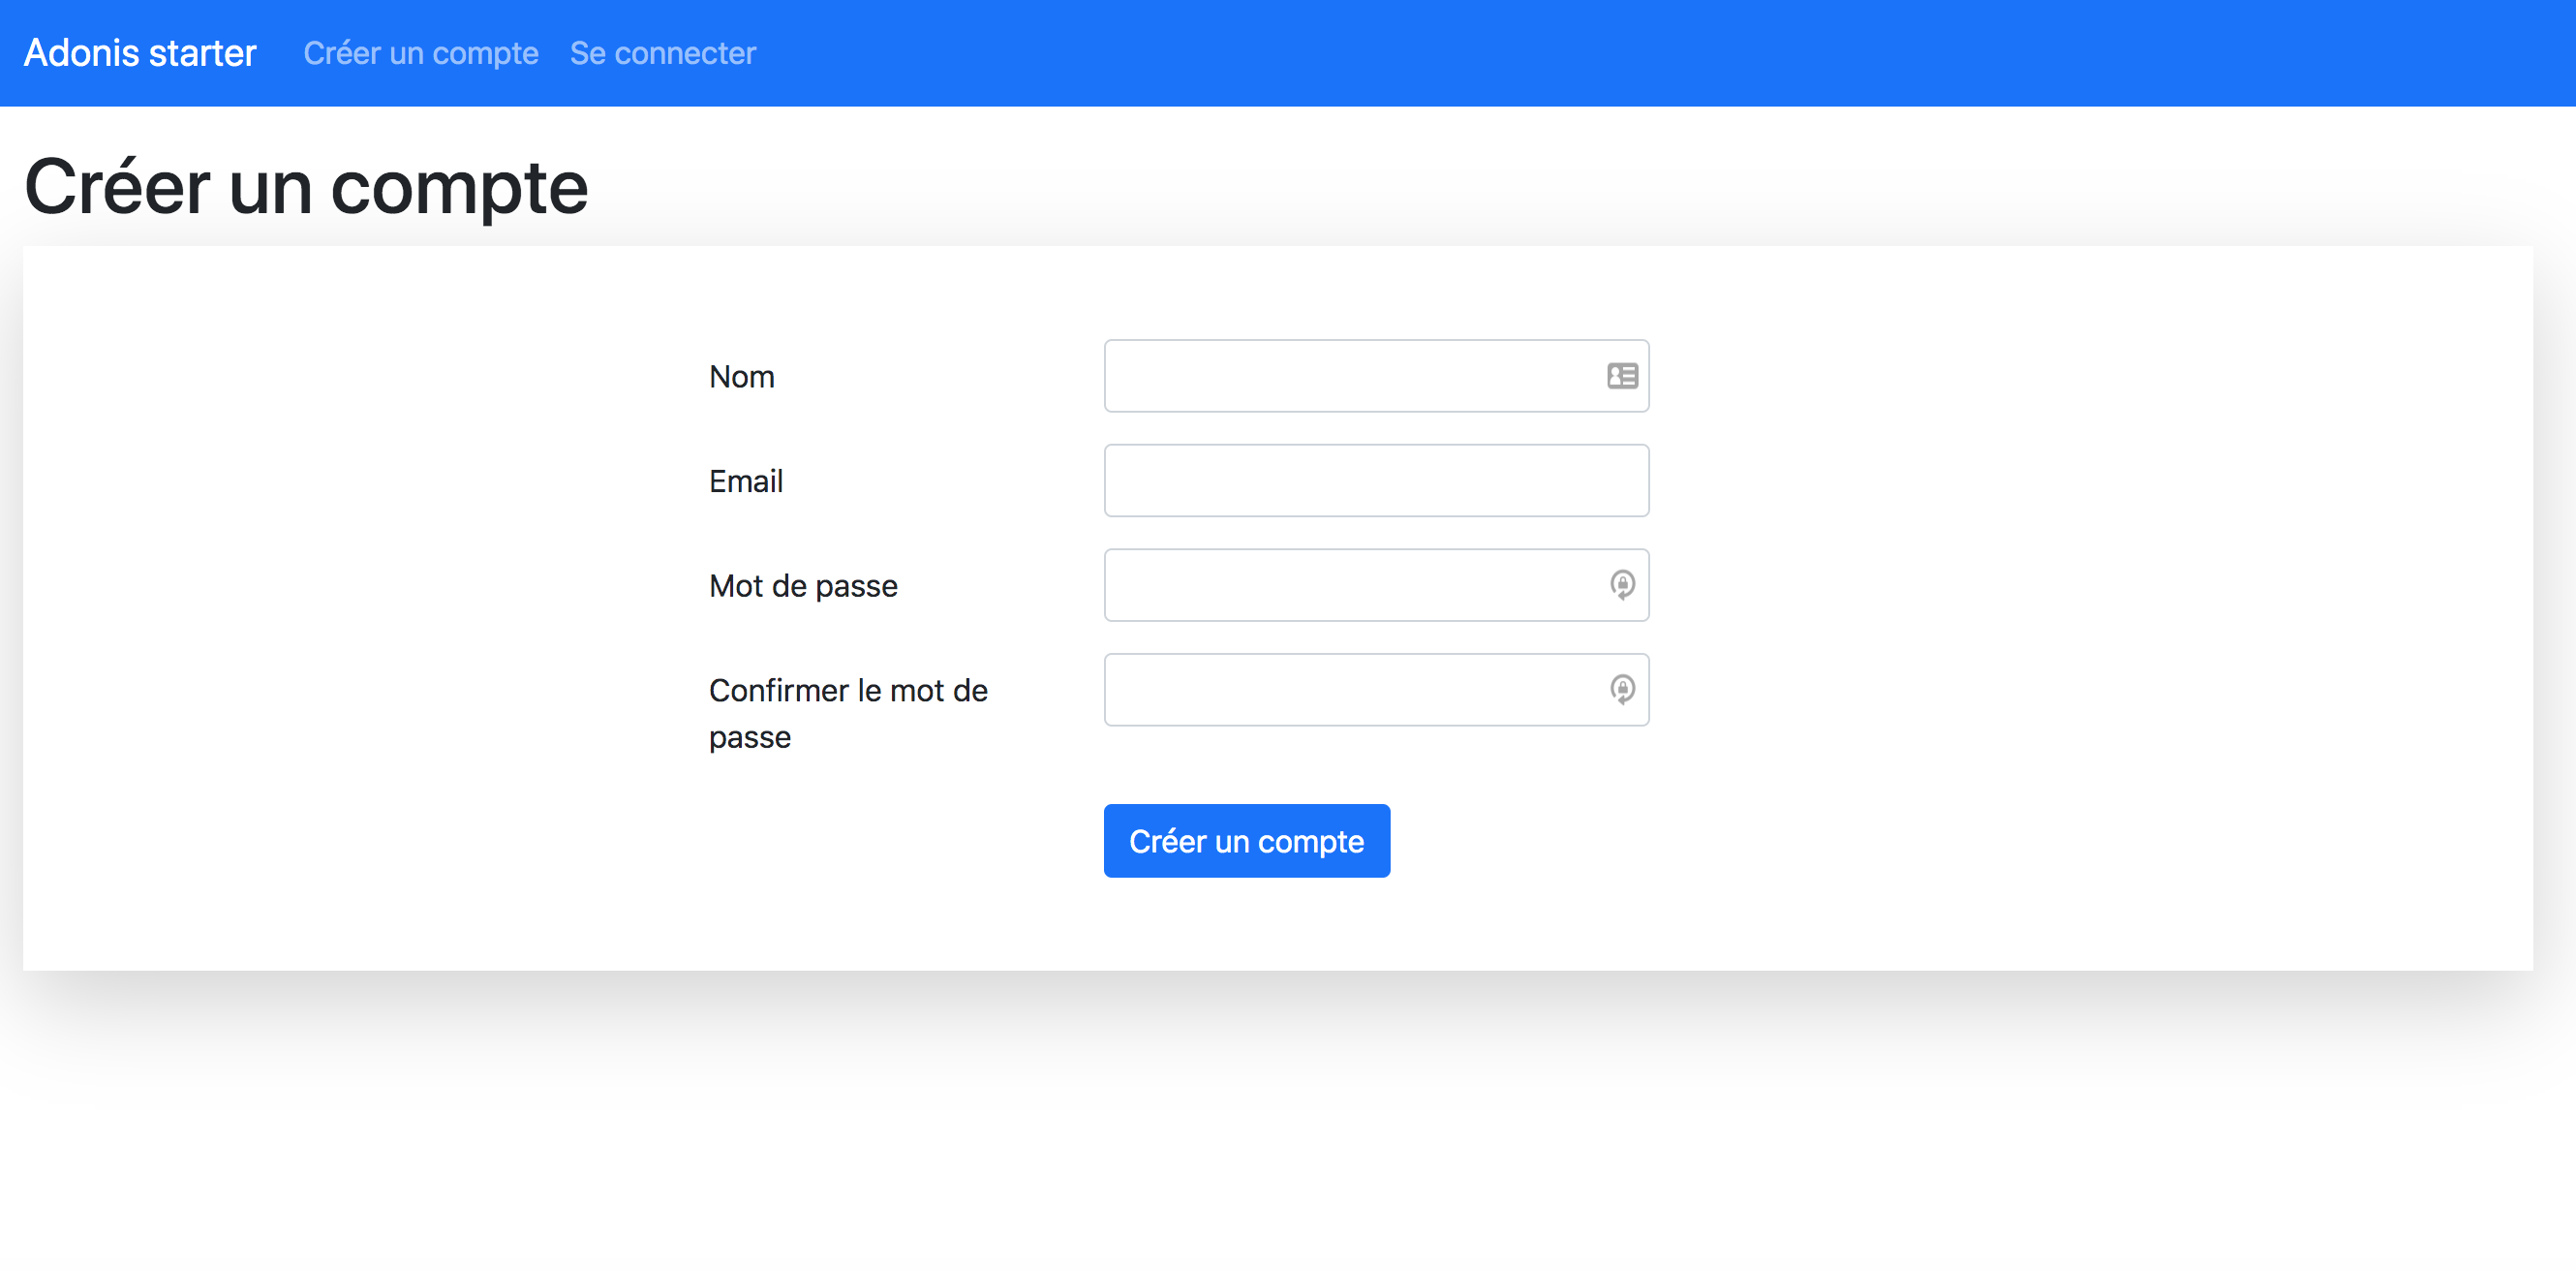 Adonis starter Créer un compte Se connecter
Créer un compte
Nom
Email
Mot de passe
Confirmer le mot de
passe
Créer un compte